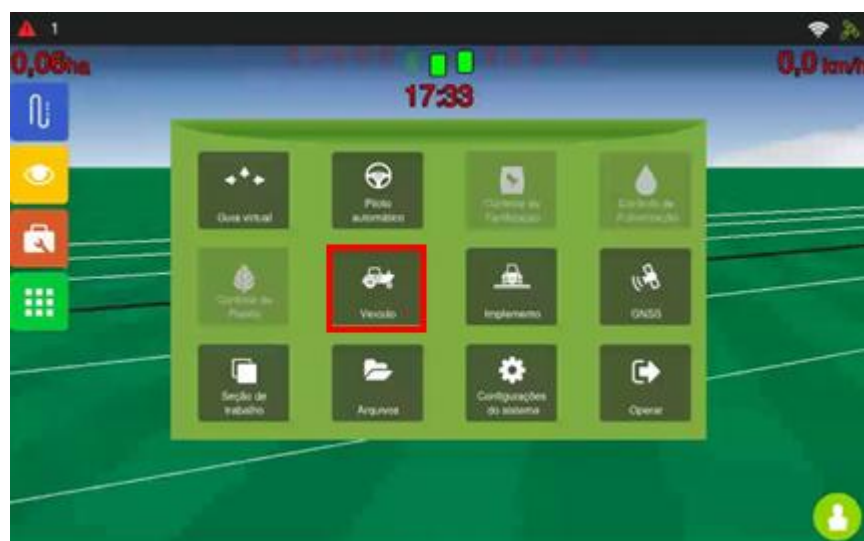 1
0,06ha
0,0 km/h
17:33
Guia virtual
Piloto
automático
Controle de
Fertilização
Controle de
Pulverização
Controle de
Plantio
Veículo
Implemento
GNSS
Seção de
trabalho
Arquivos
Configurações
do sistema
Operar